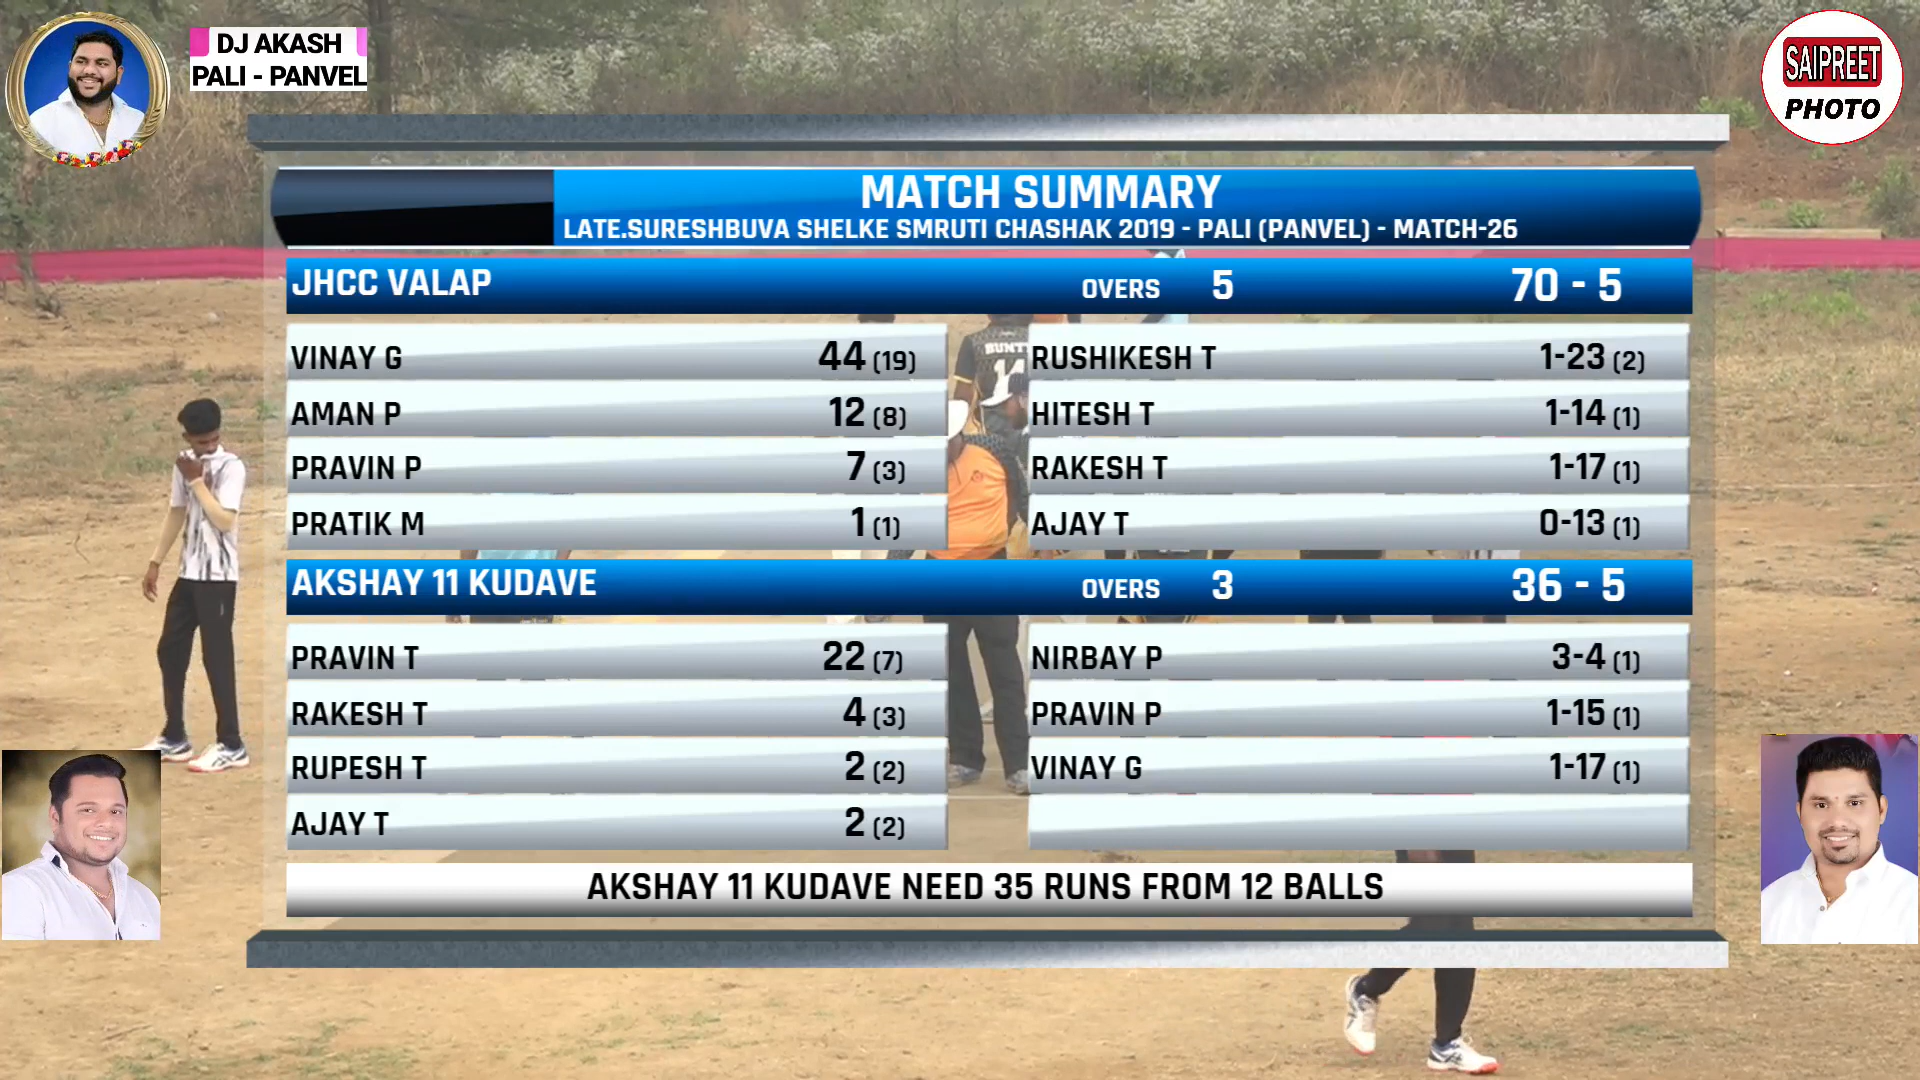 DJ AKASH
PALI - PANVEL
SAIPREET
PHOTO
MATCH SUMMARY
LATE.SURESHBUVA SHELKE SMRUTI CHASHAK 2019 - PALI (PANVEL) - MATCH-26
JHCC VALAP OVERS 5 70 - 5
VINAY G 44 (19) RUSHIKESH T 1-23 (2)
AMAN P 12 (8) HITESH T 1-14 (1)
PRAVIN P 7 (3) RAKESH T 1-17 (1)
PRATIK M 1 (1) AJAY T 0-13 (1)
BUNT
14
AKSHAY 11 KUDAVE OVERS 3 36 - 5
PRAVIN T 22 (7) NIRBAY P 3-4 (1)
RAKESH T 4 (3) PRAVIN P 1-15 (1)
RUPESH T 2 (2) VINAY G 1-17 (1)
AJAY T 2 (2)
AKSHAY 11 KUDAVE NEED 35 RUNS FROM 12 BALLS